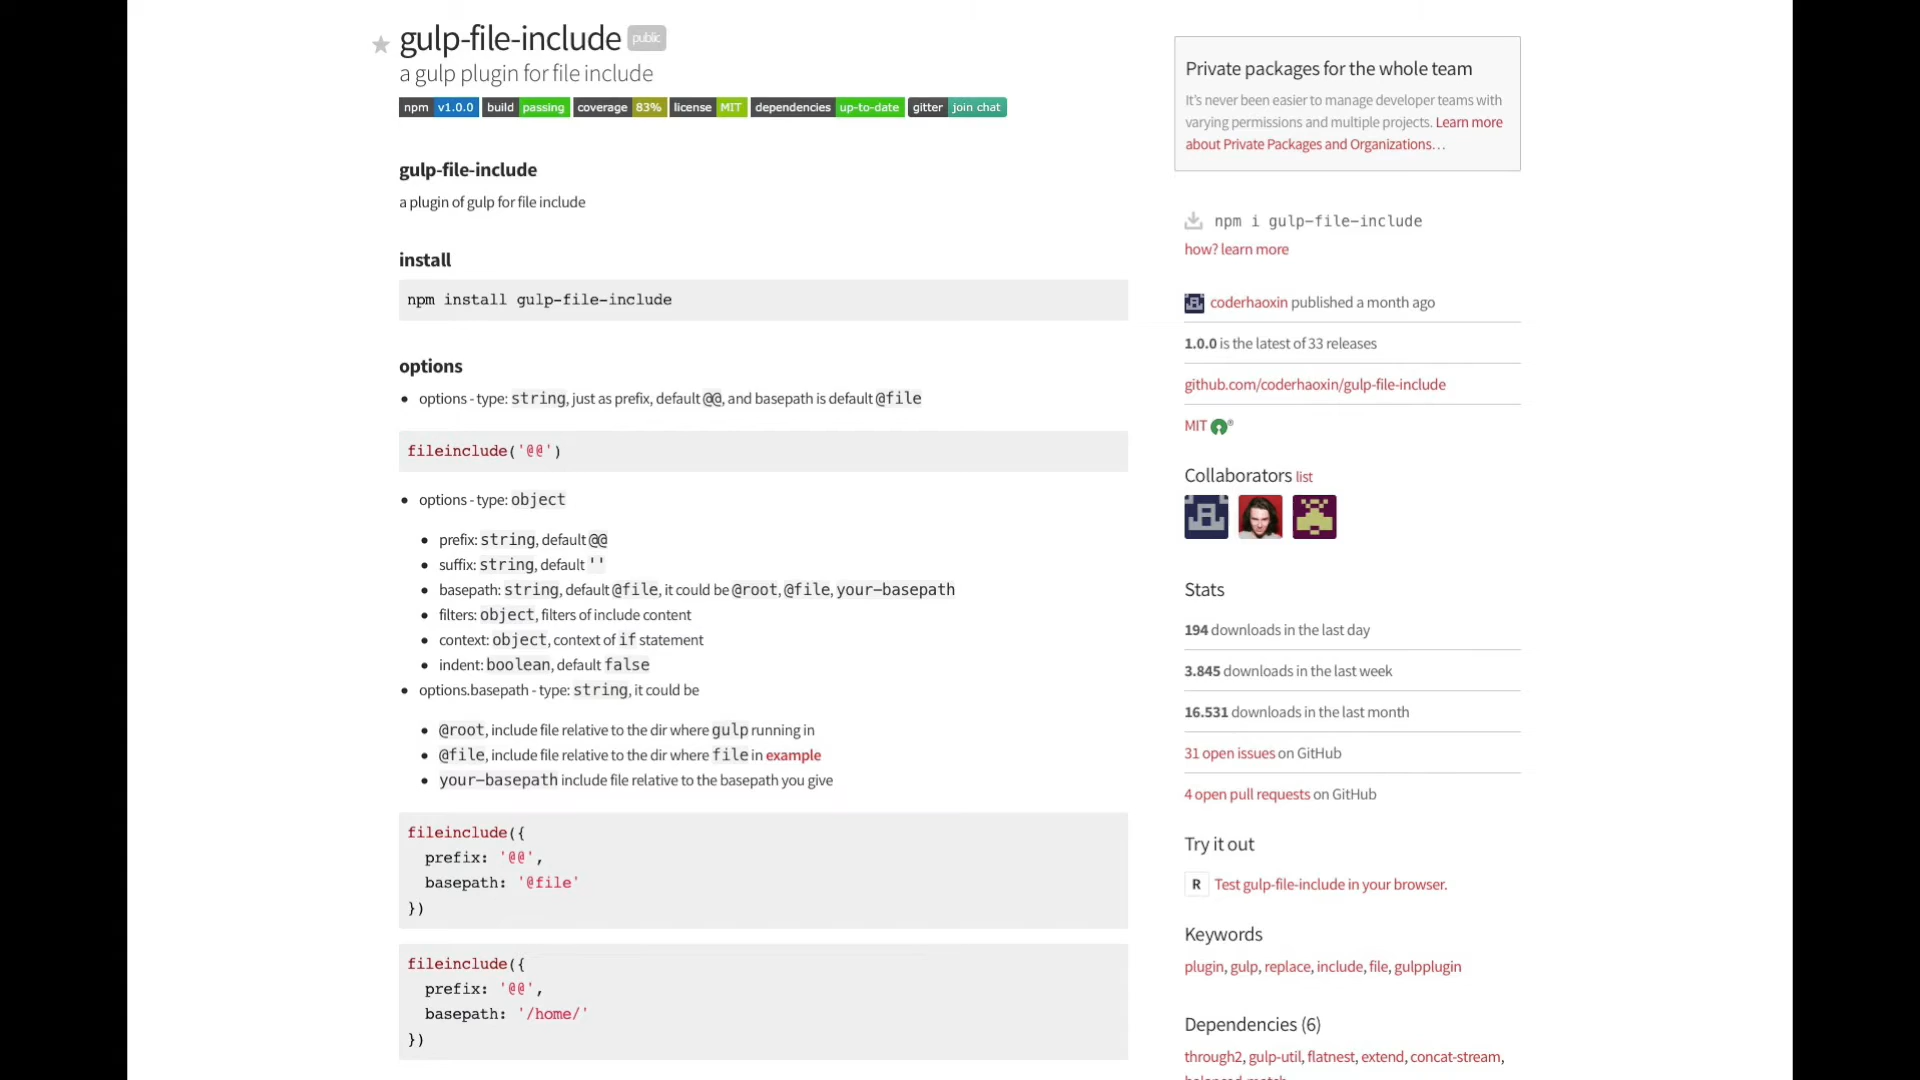 gulp-file-include public
a gulp plugin for file include
npm v1.0.0 build passing coverage 83% license MIT dependencies up-to-date gitter join chat
gulp-file-include
a plugin of gulp for file include
install
npm install gulp-file-include
options
options - type: string, just as prefix, default @@, and basepath is default @file
fileinclude('@@')
options - type: object
prefix: string, default @@
suffix: string, default ''
basepath: string, default @file, it could be @root, @file, your-basepath
filters: object, filters of include content
context: object, context of if statement
indent: boolean, default false
options.basepath - type: string, it could be
@root, include file relative to the dir where gulp running in
@file, include file relative to the dir where file in example
your-basepath include file relative to the basepath you give
fileinclude({
prefix: '@@',
basepath: '@file'
})
fileinclude({
prefix: '@@',
basepath: '/home/'
})
Private packages for the whole team
It's never been easier to manage developer teams with
varying permissions and multiple projects. Learn more
about Private Packages and Organizations…
npm i gulp-file-include
how? learn more
coderhaoxin published a month ago
1.0.0 is the latest of 33 releases
github.com/coderhaoxin/gulp-file-include
MIT
Collaborators list
Stats
194 downloads in the last day
3.845 downloads in the last week
16.531 downloads in the last month
31 open issues on GitHub
4 open pull requests on GitHub
Try it out
R Test gulp-file-include in your browser.
Keywords
plugin, gulp, replace, include, file, gulpplugin
Dependencies (6)
through2, gulp-util, flatnest, extend, concat-stream,